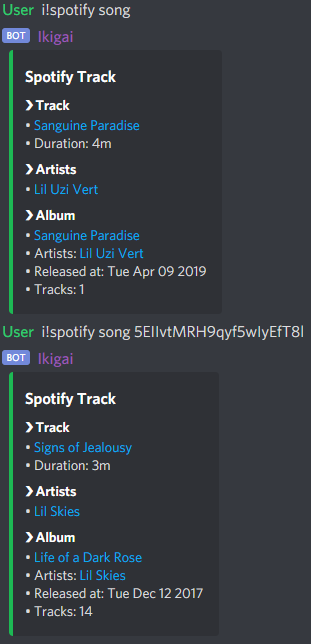 User i!spotify song
BOT Ikigai
Spotify Track
❯ Track
• Sanguine Paradise
• Duration: 4m
❯ Artists
• Lil Uzi Vert
❯ Album
• Sanguine Paradise
• Artists: Lil Uzi Vert
• Released at: Tue Apr 09 2019
• Tracks: 1
User i!spotify song 5EIIvtMRH9qyf5wIyEfT8I
BOT Ikigai
Spotify Track
❯ Track
• Signs of Jealousy
• Duration: 3m
❯ Artists
• Lil Skies
❯ Album
• Life of a Dark Rose
• Artists: Lil Skies
• Released at: Tue Dec 12 2017
• Tracks: 14